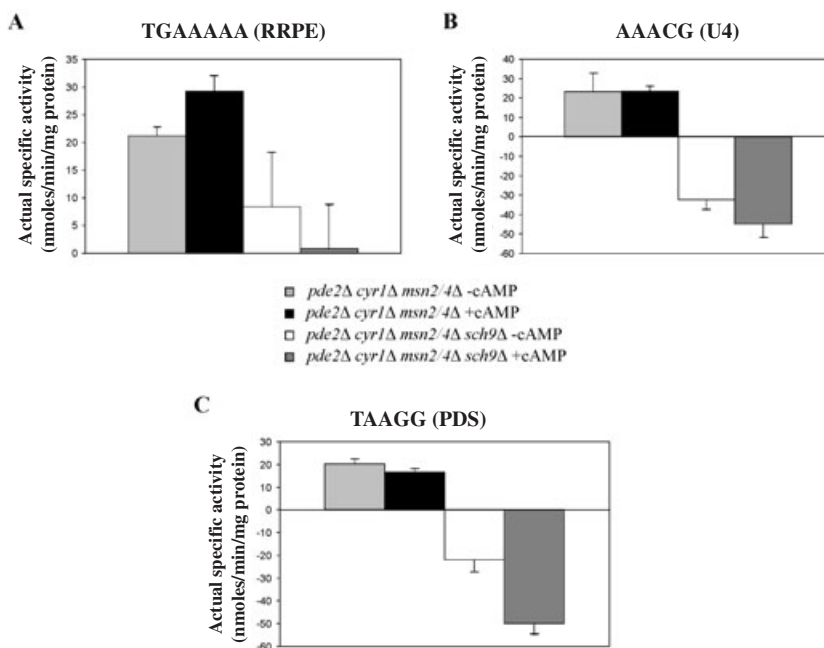 A
TGAAAAA (RRPE)
Actual specific activity
(nmoles/min/mg protein)
35
30
25
20
15
10
5
0
B
AAACG (U4)
Actual specific activity
(nmoles/min/mg protein)
40
30
20
10
0
-10
-20
-30
-40
-50
-60
pde2Δ cyr1Δ msn2/4Δ -cAMP
pde2Δ cyr1Δ msn2/4Δ +cAMP
pde2Δ cyr1Δ msn2/4Δ sch9Δ -cAMP
pde2Δ cyr1Δ msn2/4Δ sch9Δ +cAMP
C
TAAGG (PDS)
Actual specific activity
(nmoles/min/mg protein)
30
20
10
0
-10
-20
-30
-40
-50
-60